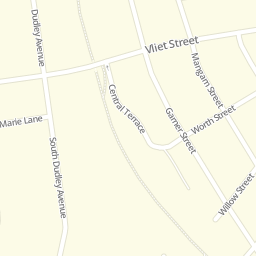 Dudley Avenue
Vliet Street
Mangam Street
Central Terrace
Garner Street
Worth Street
Marie Lane
South Dudley Avenue
Willow Street